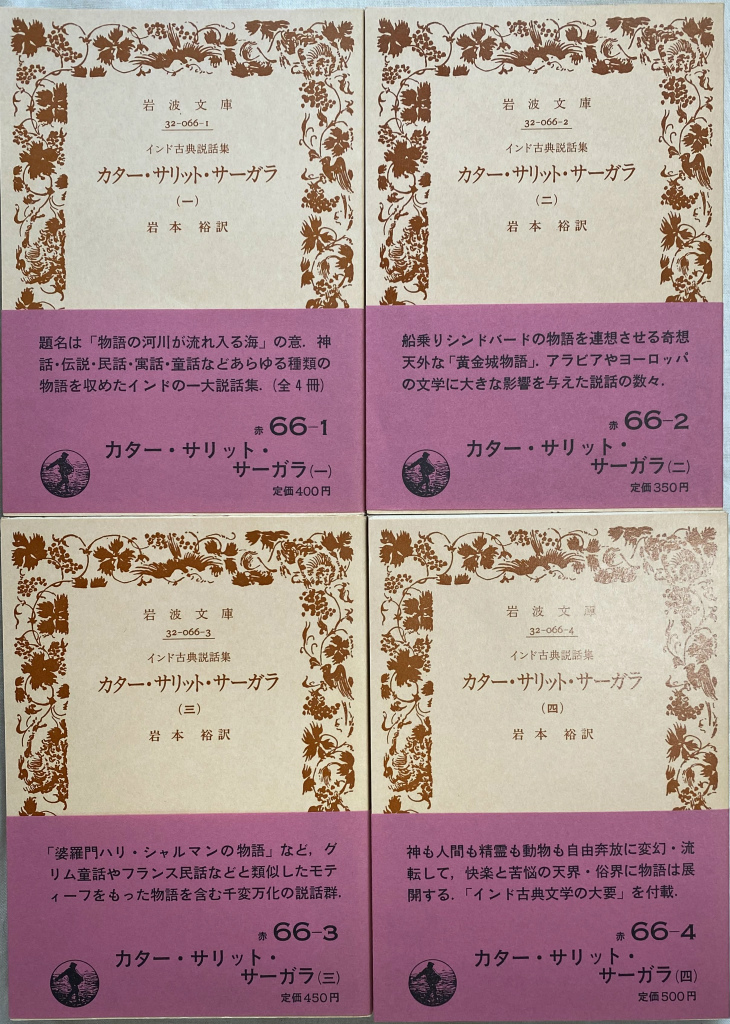 岩波文庫
32-066-1
インド古典説話集
カター・サリット・サーガラ
(一)
岩本 裕訳
題名は「物語の河川が流れ入る海」の意．神
話・伝説・民話・寓話・童話などあらゆる種類の
物語を収めたインドの一大説話集．(全4冊)
赤 66-1
カター・サリット・
サーガラ(一)
定価400円
岩波文庫
32-066-2
インド古典説話集
カター・サリット・サーガラ
(二)
岩本 裕訳
船乗りシンドバードの物語を連想させる奇想
天外な「黄金城物語」．アラビアやヨーロッパ
の文学に大きな影響を与えた説話の数々．
赤 66-2
カター・サリット・
サーガラ(二)
定価350円
岩波文庫
32-066-3
インド古典説話集
カター・サリット・サーガラ
(三)
岩本 裕訳
「婆羅門ハリ・シャルマンの物語」など，グ
リム童話やフランス民話などと類似したモテ
ィーフをもった物語を含む千変万化の説話群．
赤 66-3
カター・サリット・
サーガラ(三)
定価450円
岩波文庫
32-066-4
インド古典説話集
カター・サリット・サーガラ
(四)
岩本 裕訳
神も人間も精霊も動物も自由奔放に変幻・流
転して，快楽と苦悩の天界・俗界に物語は展
開する．「インド古典文学の大要」を付載．
赤 66-4
カター・サリット・
サーガラ(四)
定価500円